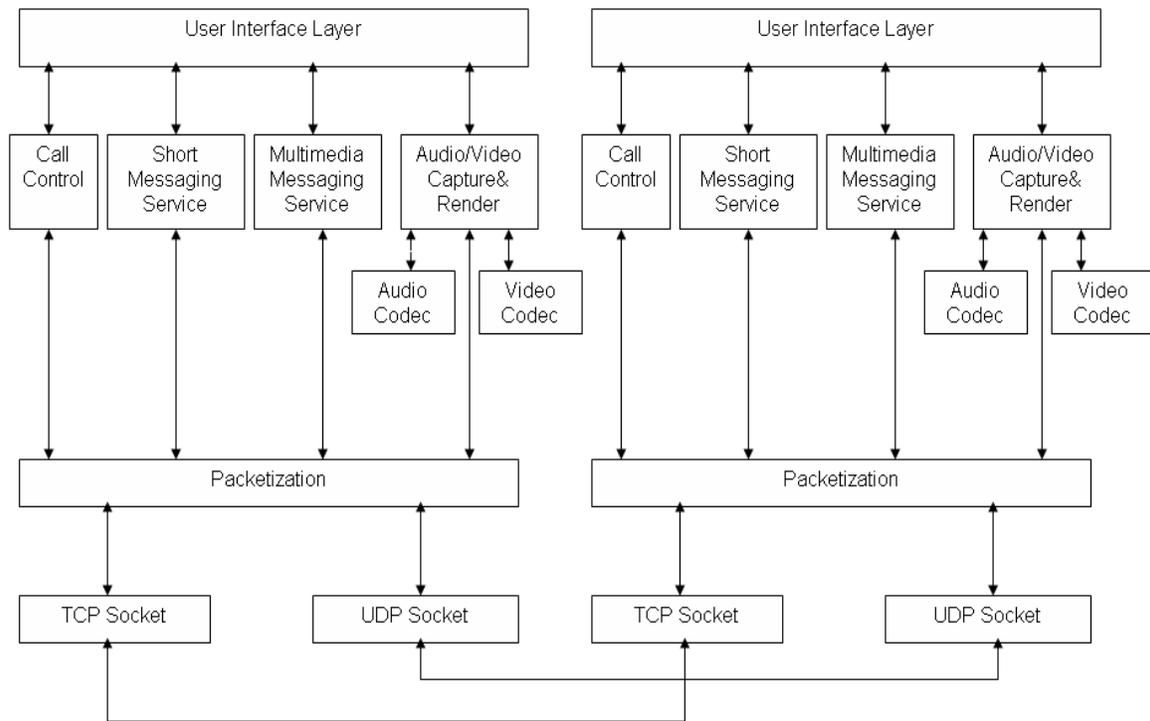 User Interface Layer
User Interface Layer
Call
Control
Short
Messaging
Service
Multimedia
Messaging
Service
Audio/Video
Capture&
Render
Call
Control
Short
Messaging
Service
Multimedia
Messaging
Service
Audio/Video
Capture&
Render
Audio
Codec
Video
Codec
Audio
Codec
Video
Codec
Packetization
Packetization
TCP Socket
UDP Socket
TCP Socket
UDP Socket